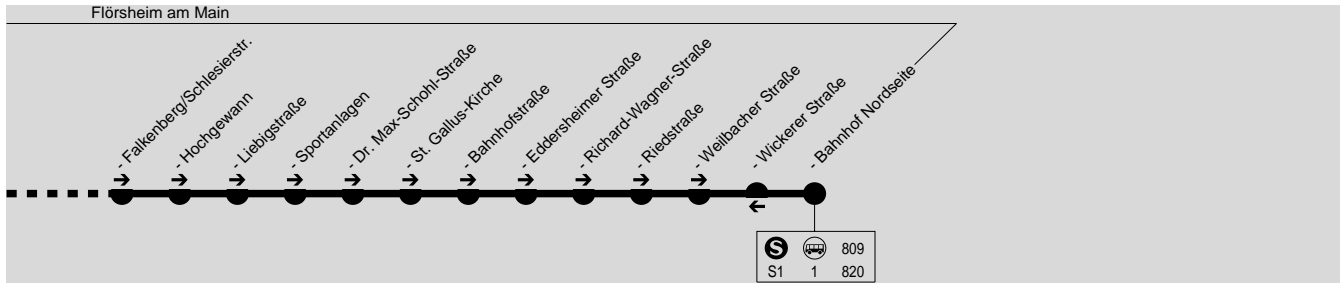 Flörsheim am Main
- Falkenberg/Schlesierstr.
- Hochgewann
- Liebigstraße
- Sportanlagen
- Dr. Max-Schohl-Straße
- St. Gallus-Kirche
- Bahnhofstraße
- Eddersheimer Straße
- Richard-Wagner-Straße
- Riedstraße
- Weilbacher Straße
- Wickerer Straße
- Bahnhof Nordseite
S 809
S1 1 820